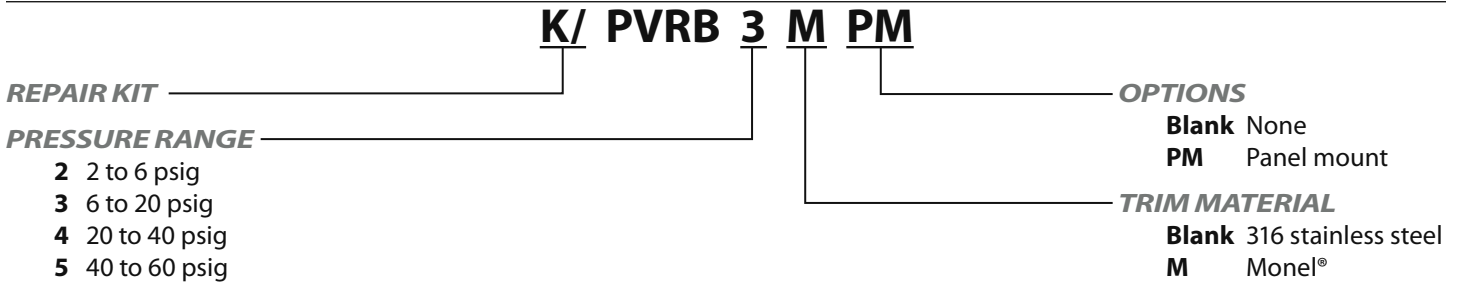 K/ PVRB 3 M PM
REPAIR KIT
PRESSURE RANGE
2 2 to 6 psig
3 6 to 20 psig
4 20 to 40 psig
5 40 to 60 psig
OPTIONS
Blank None
PM Panel mount
TRIM MATERIAL
Blank 316 stainless steel
M Monel®